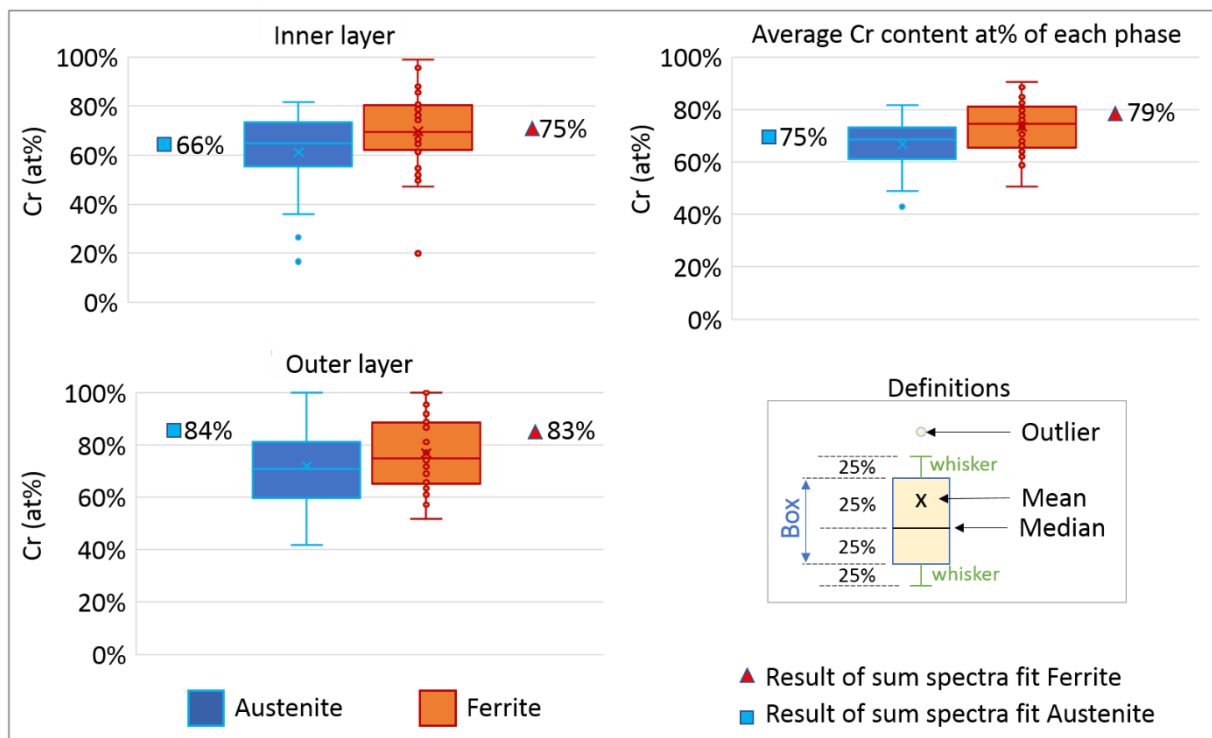 Inner layer
100%
80%
60%
40%
20%
0%
Cr (at%)
66%
75%
Average Cr content at% of each phase
100%
80%
60%
40%
20%
0%
Cr (at%)
75%
79%
Outer layer
100%
80%
60%
40%
20%
0%
Cr (at%)
84%
83%
Austenite
Ferrite
Definitions
Outlier
25%
whisker
Box
25%
Mean
Median
25%
25%
whisker
Result of sum spectra fit Ferrite
Result of sum spectra fit Austenite